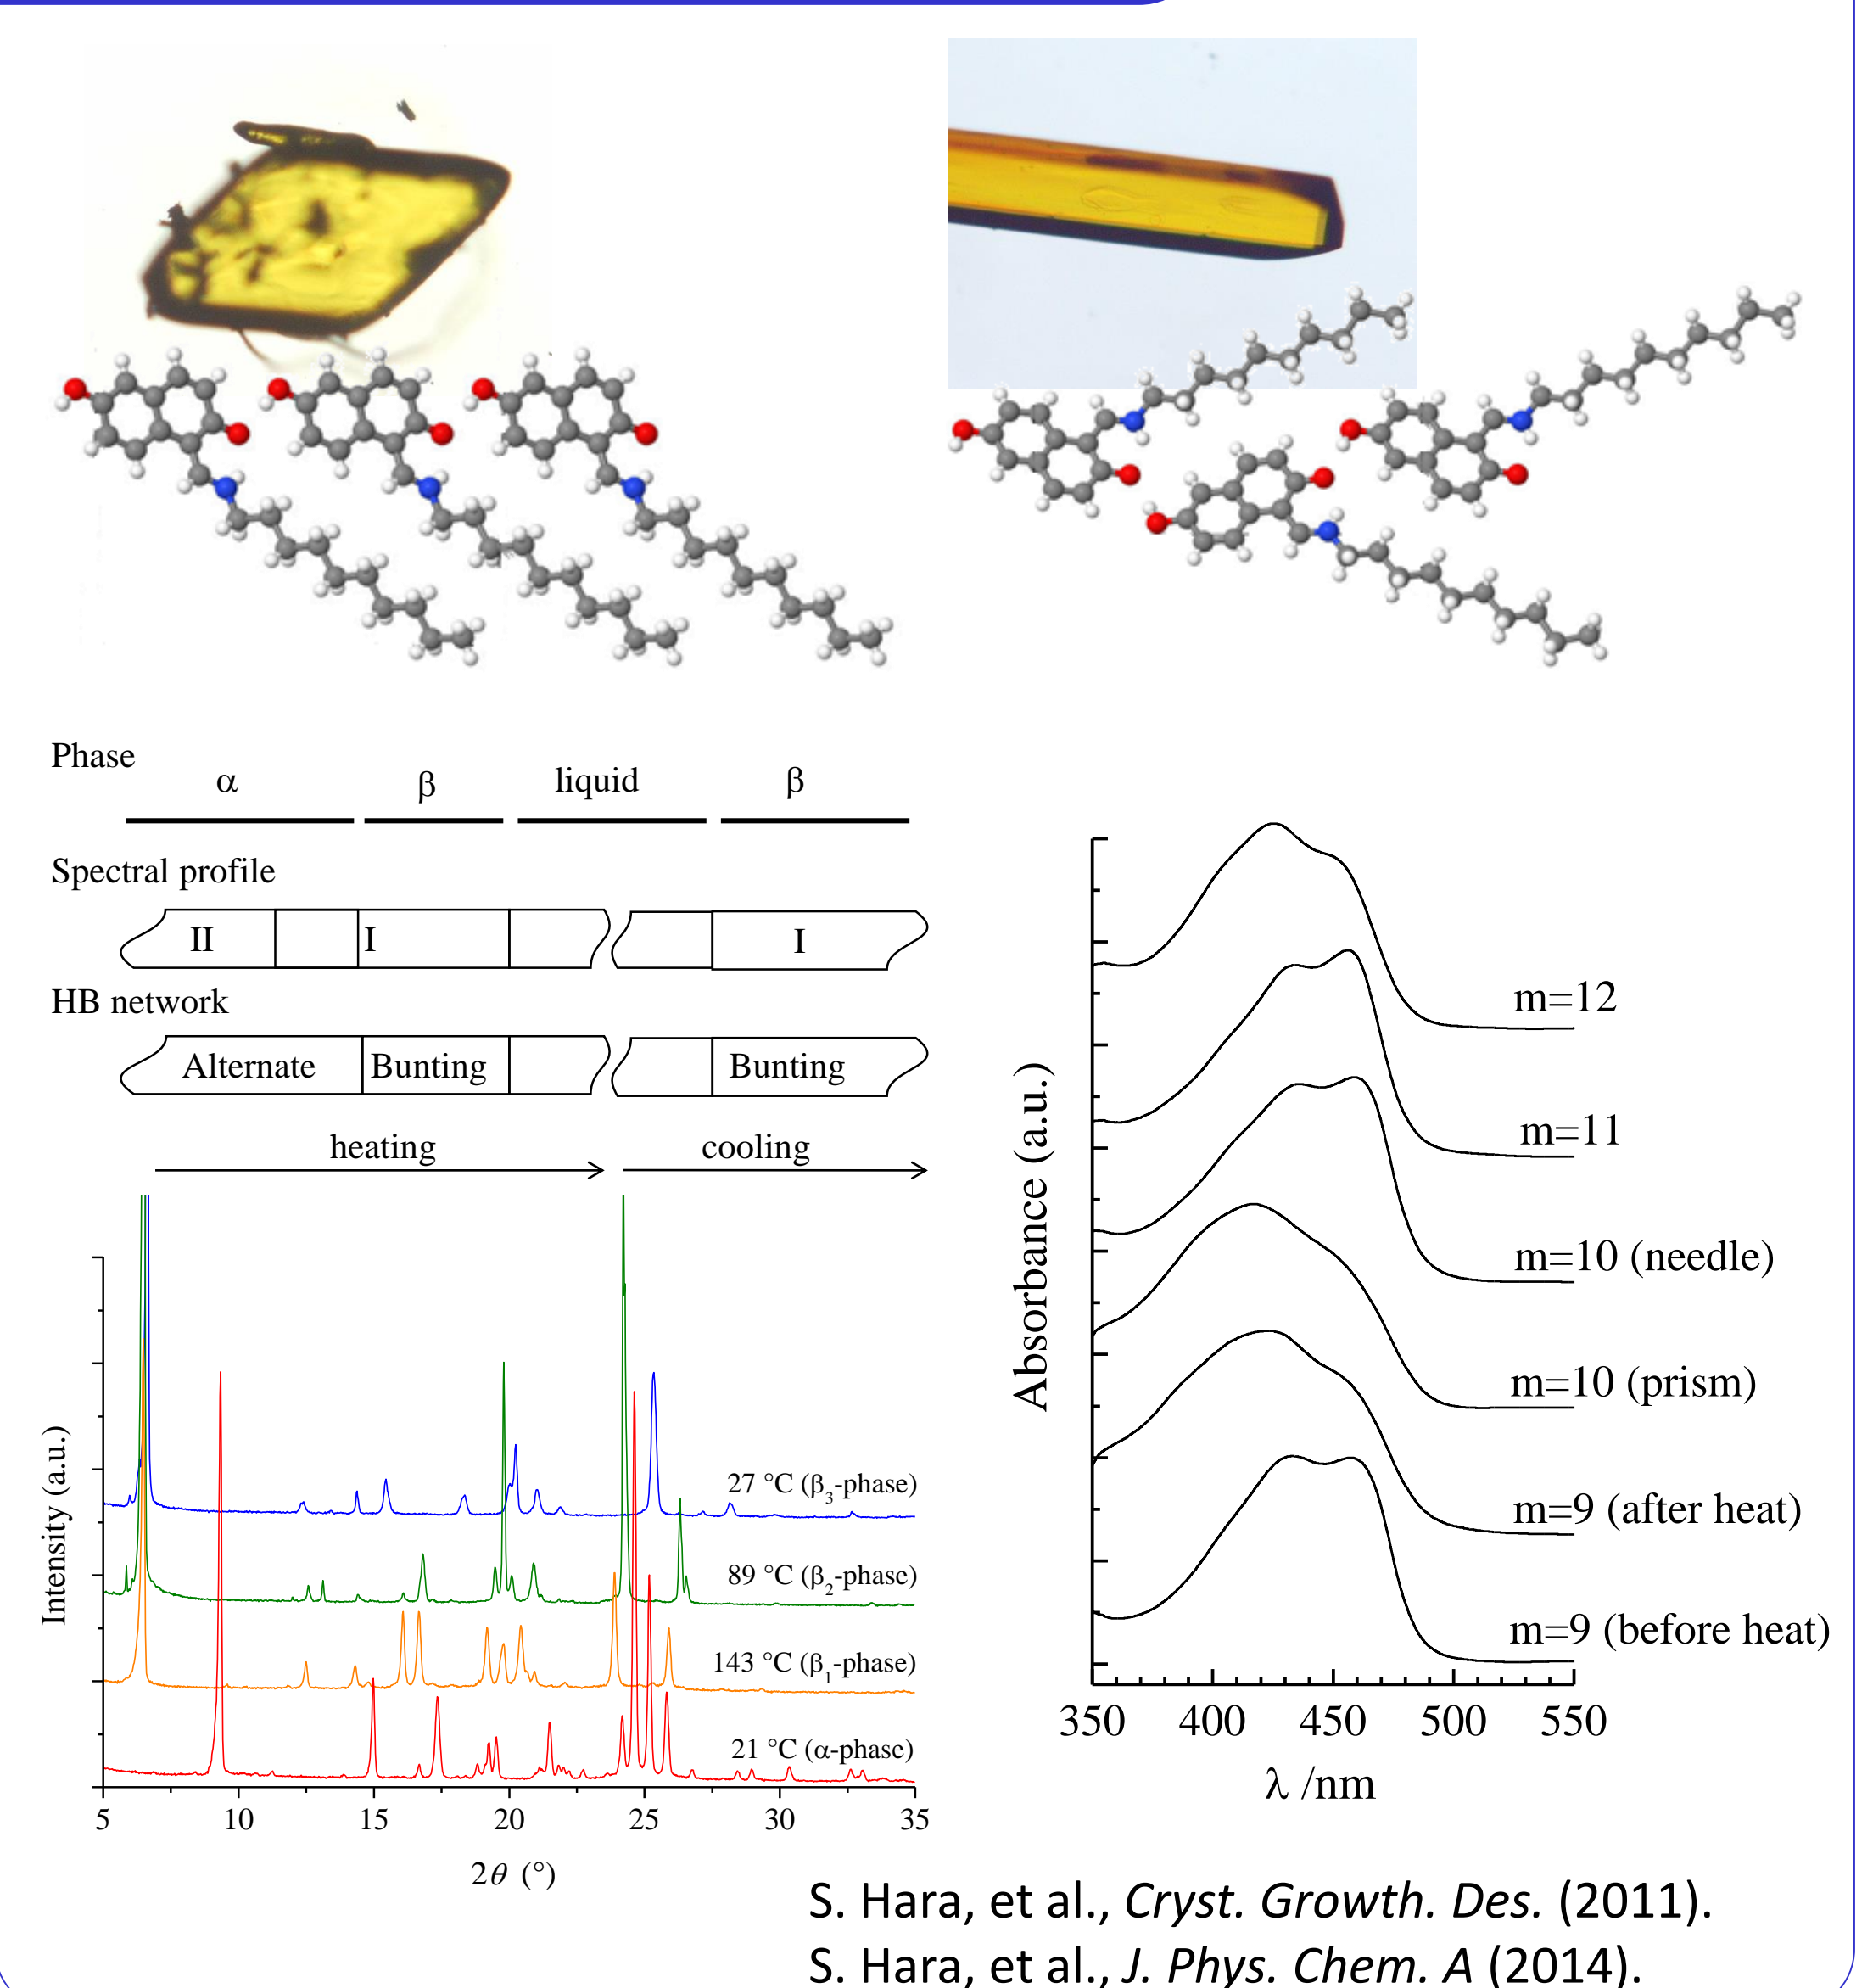 Phase
α β liquid β
Spectral profile
II I I
HB network
Alternate Bunting Bunting
heating cooling
Intensity (a.u.)
27 °C (β₃-phase)
89 °C (β₂-phase)
143 °C (β₁-phase)
21 °C (α-phase)
5 10 15 20 25 30 35
2θ (°)
Absorbance (a.u.)
m=12
m=11
m=10 (needle)
m=10 (prism)
m=9 (after heat)
m=9 (before heat)
350 400 450 500 550
λ /nm
S. Hara, et al., Cryst. Growth. Des. (2011).
S. Hara, et al., J. Phys. Chem. A (2014).